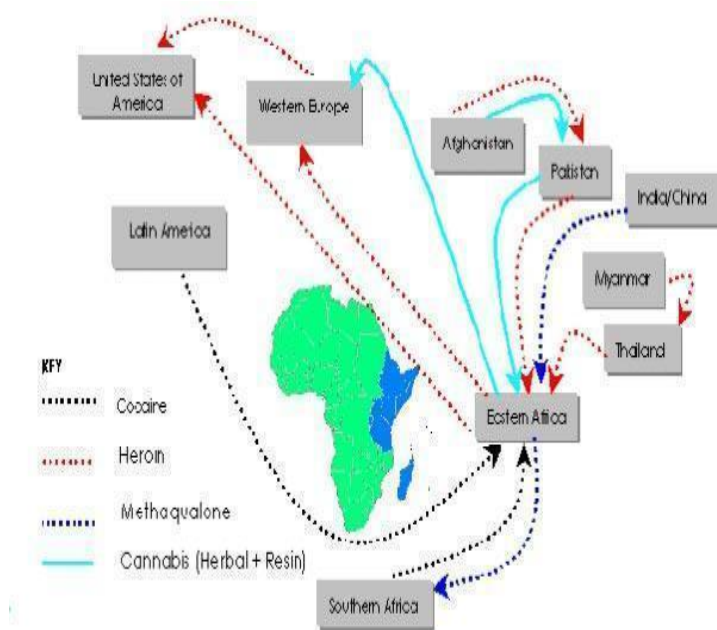 United States of
America
Western Europe
Afghanistan
Pakistan
India/China
Latin America
Myanmar
Thailand
KEY
Cocaine
Heroin
Methaqualone
Cannabis (Herbal + Resin)
Eastern Africa
Southern Africa